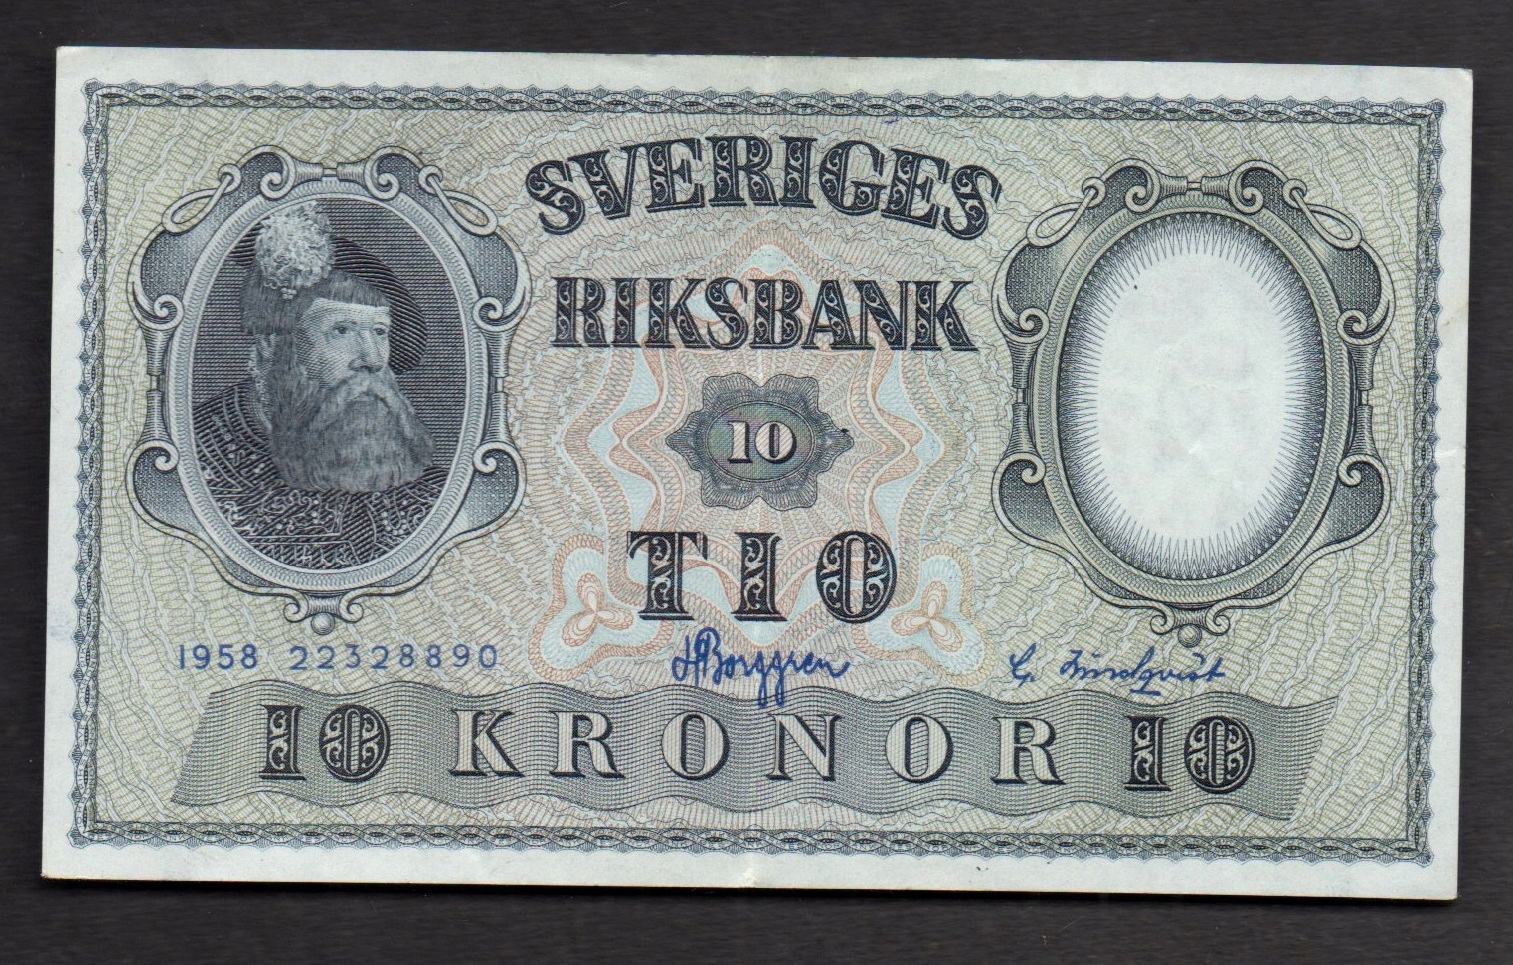 SVERIGES
RIKSBANK
10
TIO
1958 22328890
10 KRONOR 10